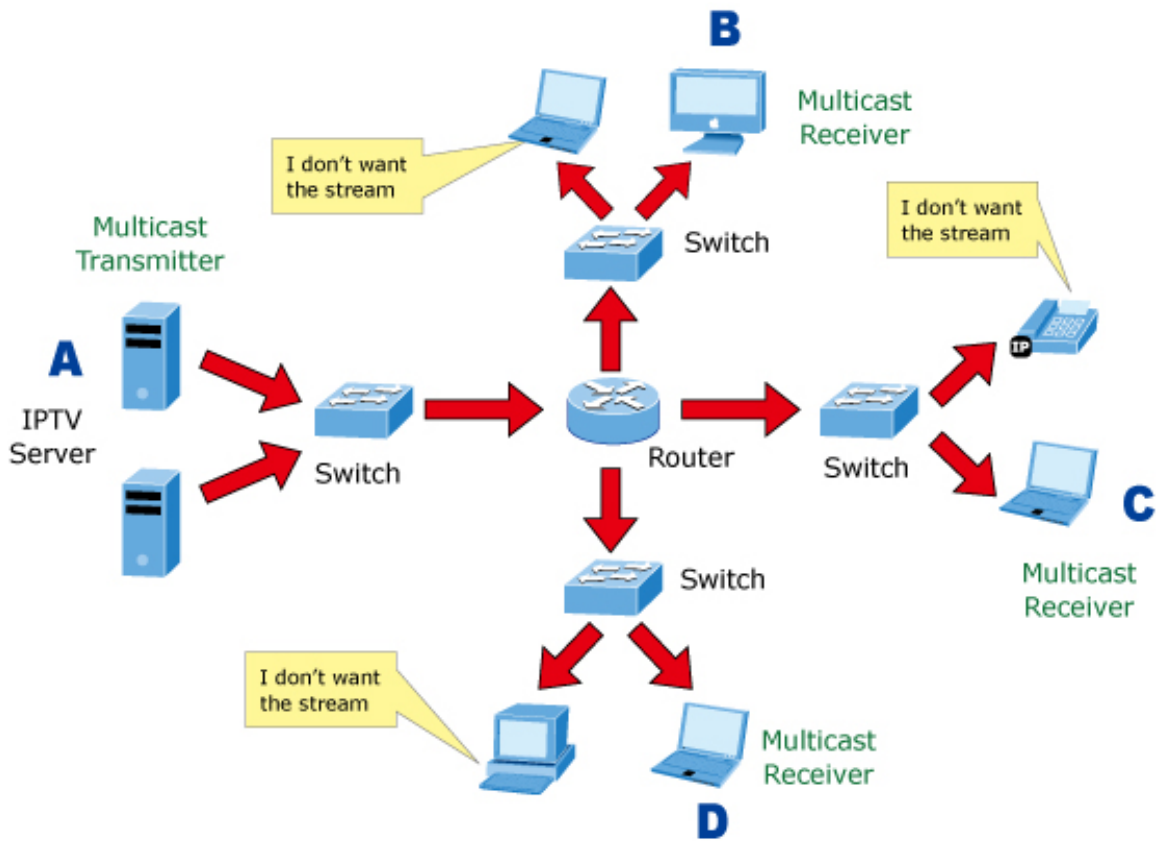 B
Multicast
Receiver
I don't want
the stream
Switch
I don't want
the stream
Multicast
Transmitter
A
IPTV
Server
Switch
Router
Switch
IP
C
Multicast
Receiver
Switch
I don't want
the stream
Multicast
Receiver
D